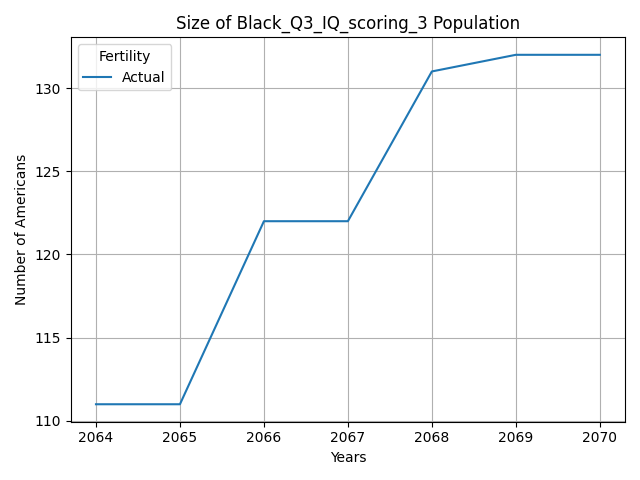 Size of Black_Q3_IQ_scoring_3 Population
Fertility
Actual
Number of Americans
130
125
120
115
110
2064 2065 2066 2067 2068 2069 2070
Years